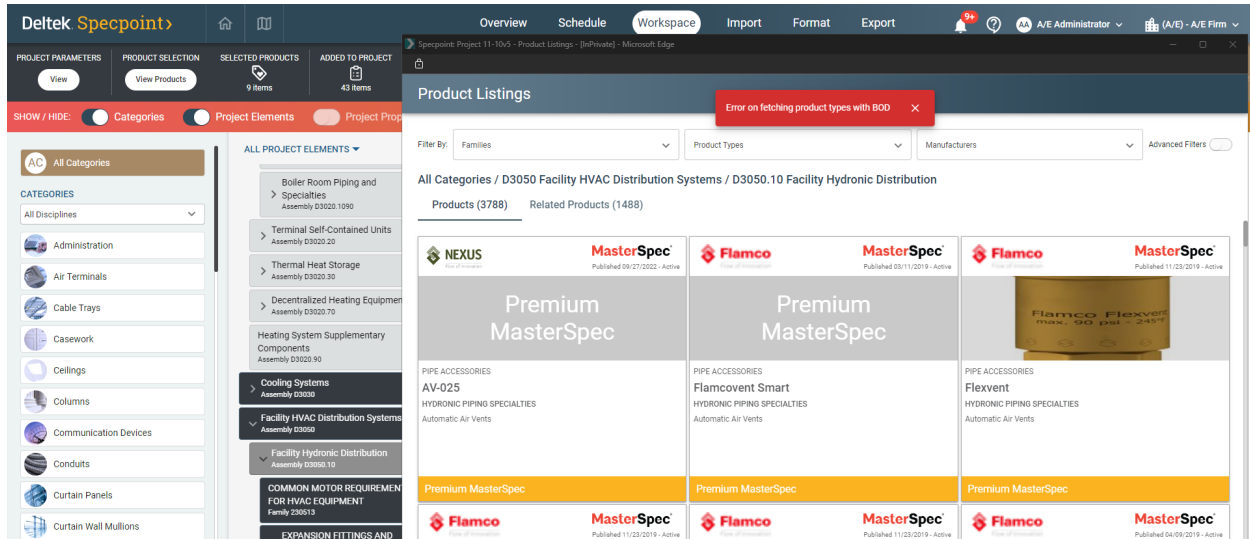 Deltek. Specpoint>
Overview Schedule Workspace Import Format Export
9+
AA A/E Administrator
(A/E) - A/E Firm
PROJECT PARAMETERS
View
PRODUCT SELECTION
View Products
SELECTED PRODUCTS
9 items
ADDED TO PROJECT
43 items
SHOW / HIDE: Categories Project Elements Project Prop
AC All Categories
CATEGORIES
All Disciplines
Administration
Air Terminals
Cable Trays
Casework
Ceilings
Columns
Communication Devices
Conduits
Curtain Panels
Curtain Wall Mullions
ALL PROJECT ELEMENTS
Boiler Room Piping and
Specialties
Assembly D3020.1090
Terminal Self-Contained Units
Assembly D3020.20
Thermal Heat Storage
Assembly D3020.30
Decentralized Heating Equipmen
Assembly D3020.70
Heating System Supplementary
Components
Assembly D3020.90
Cooling Systems
Assembly D3030
Facility HVAC Distribution Systems
Assembly D3050
Facility Hydronic Distribution
Assembly D3050.10
COMMON MOTOR REQUIREMEN
FOR HVAC EQUIPMENT
Family 230513
EXPANSION FITTINGS AND
Specpoint: Project 11-10v5 - Product Listings - [InPrivate] - Microsoft Edge
Product Listings
Error on fetching product types with BOD
Filter By: Families Product Types Manufacturers Advanced Filters
All Categories / D3050 Facility HVAC Distribution Systems / D3050.10 Facility Hydronic Distribution
Products (3788) Related Products (1488)
NEXUS
Flow of innovation
MasterSpec
Published 09/27/2022 - Active
Premium
MasterSpec
PIPE ACCESSORIES
AV-025
HYDRONIC PIPING SPECIALTIES
Automatic Air Vents
Premium MasterSpec
Flamco
Flow of innovation
MasterSpec
Published 03/11/2019 - Active
Premium
MasterSpec
PIPE ACCESSORIES
Flamcovent Smart
HYDRONIC PIPING SPECIALTIES
Automatic Air Vents
Premium MasterSpec
Flamco
Flow of innovation
MasterSpec
Published 11/23/2019 - Active
Flamco Flexvent
max. 90 psi - 245°F
PIPE ACCESSORIES
Flexvent
HYDRONIC PIPING SPECIALTIES
Automatic Air Vents
Premium MasterSpec
Flamco
MasterSpec
Published 11/23/2019 - Active
Flamco
MasterSpec
Published 11/23/2019 - Active
Flamco
MasterSpec
Published 04/09/2019 - Active